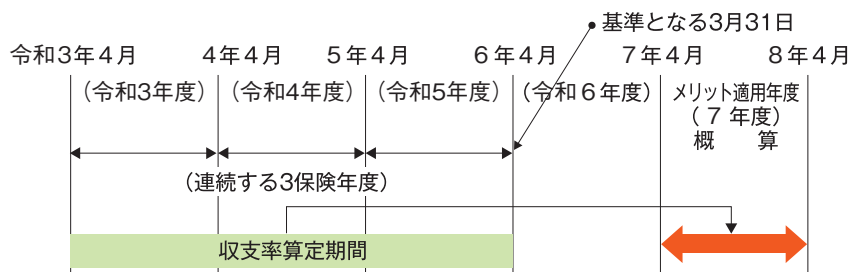 基準となる3月31日
令和3年4月 4年4月 5年4月 6年4月 7年4月 8年4月
（令和3年度）（令和4年度）（令和5年度）（令和６年度） メリット適用年度
（７年度）
概　算
（連続する3保険年度）
収支率算定期間